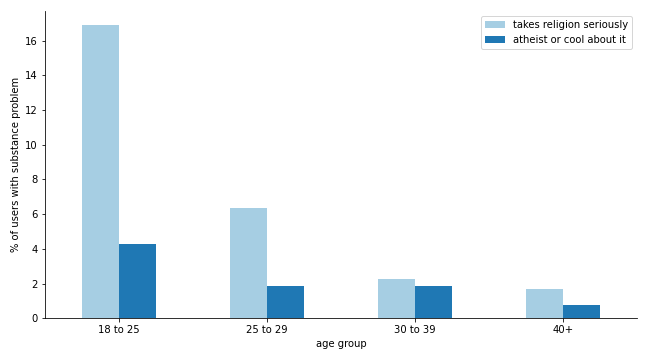 takes religion seriously
atheist or cool about it
% of users with substance problem
16
14
12
10
8
6
4
2
0
18 to 25
25 to 29
30 to 39
40+
age group